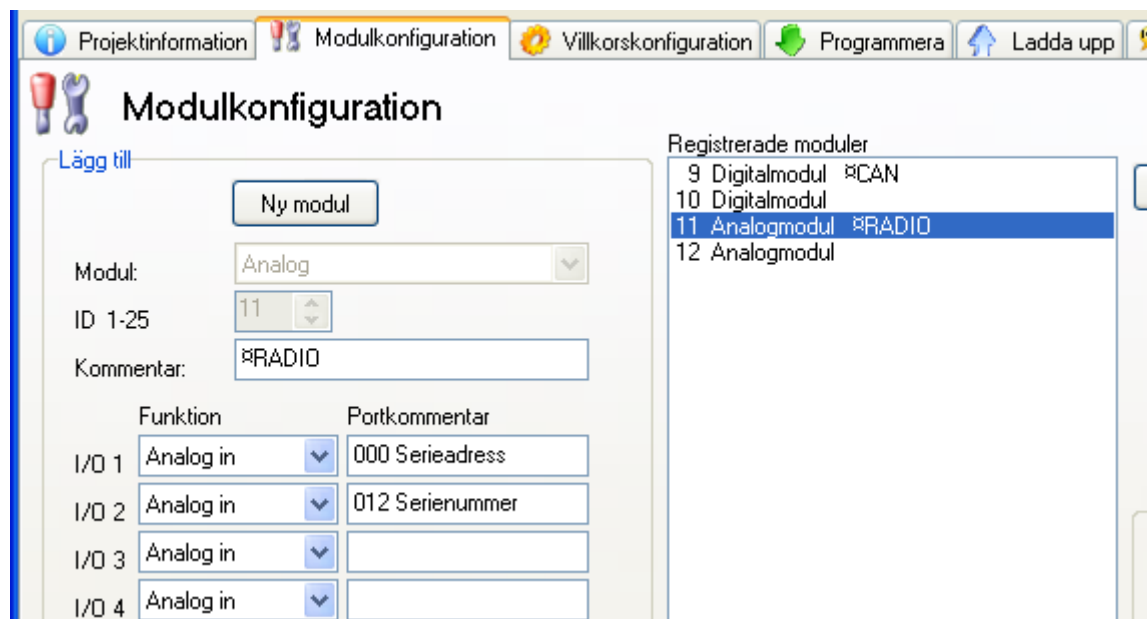 Projektinformation Modulkonfiguration Villkorskonfiguration Programmera Ladda upp
Modulkonfiguration
Lägg till
Ny modul
Modul: Analog
ID 1-25 11
Kommentar: ¤RADIO
Funktion Portkommentar
I/O 1 Analog in 000 Serieadress
I/O 2 Analog in 012 Serienummer
I/O 3 Analog in
I/O 4 Analog in
Registrerade moduler
9 Digitalmodul ¤CAN
10 Digitalmodul
11 Analogmodul ¤RADIO
12 Analogmodul